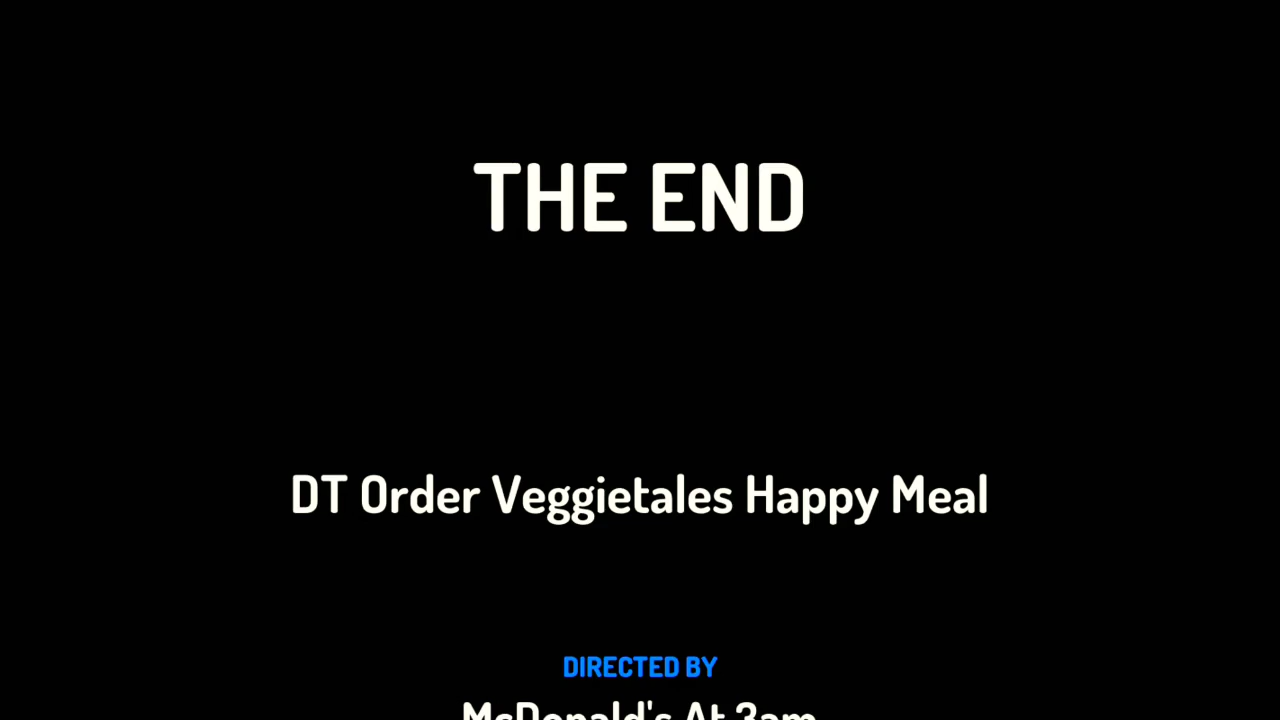 THE END
DT Order Veggietales Happy Meal
DIRECTED BY
McDonald's At 3am